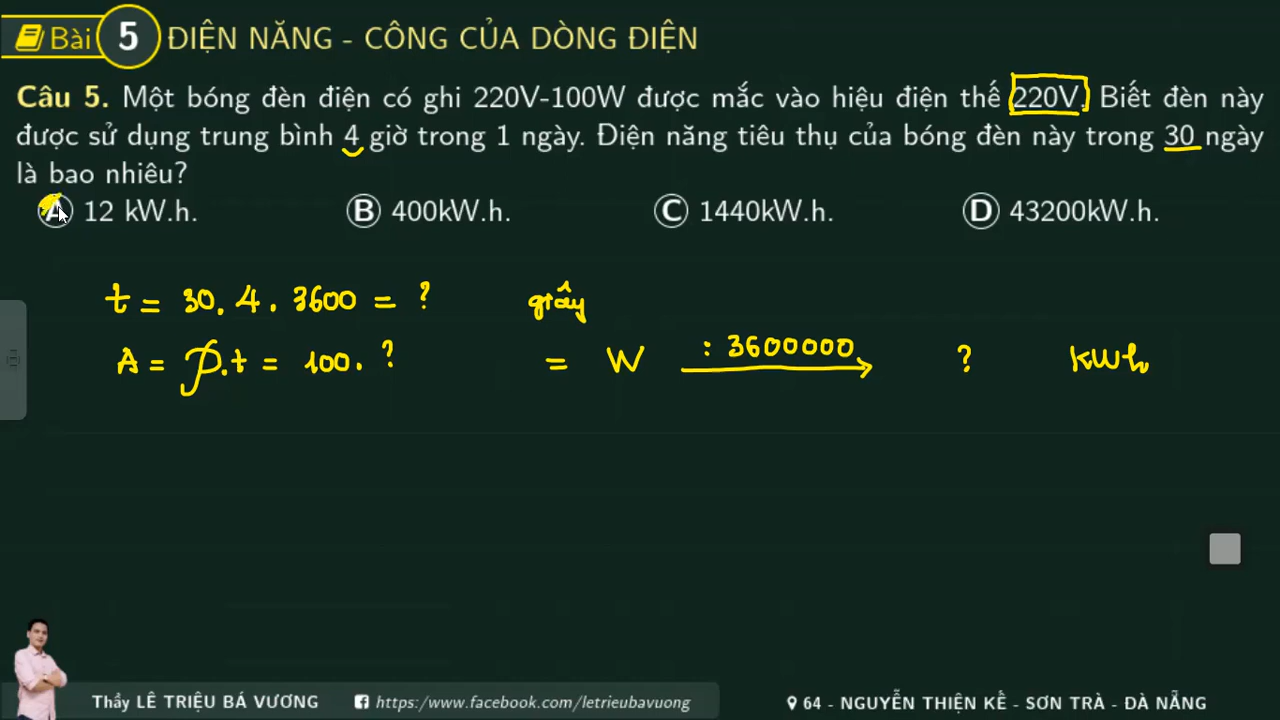 Bài 5 ĐIỆN NĂNG - CÔNG CỦA DÒNG ĐIỆN
Câu 5. Một bóng đèn điện có ghi 220V-100W được mắc vào hiệu điện thế 220V. Biết đèn này
được sử dụng trung bình 4 giờ trong 1 ngày. Điện năng tiêu thụ của bóng đèn này trong 30 ngày
là bao nhiêu?
A 12 kW.h. B 400kW.h. C 1440kW.h. D 43200kW.h.
t = 30. 4. 3600 = ? giây
A = 𝒫.t = 100. ? = W : 3600000 ? kWh
Thầy LÊ TRIỆU BÁ VƯƠNG https://www.facebook.com/letrieubavuong 64 - NGUYỄN THIỆN KẾ - SƠN TRÀ - ĐÀ NẴNG